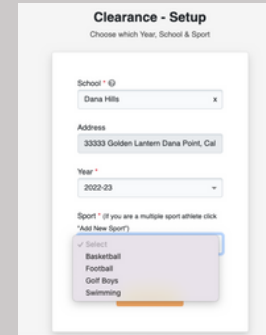 Clearance - Setup
Choose which Year, School & Sport
School *
Dana Hills x
Address
33333 Golden Lantern Dana Point, Cal
Year *
2022-23
Sport * (If you are a multiple sport athlete click
"Add New Sport")
✓ Select
Basketball
Football
Golf Boys
Swimming